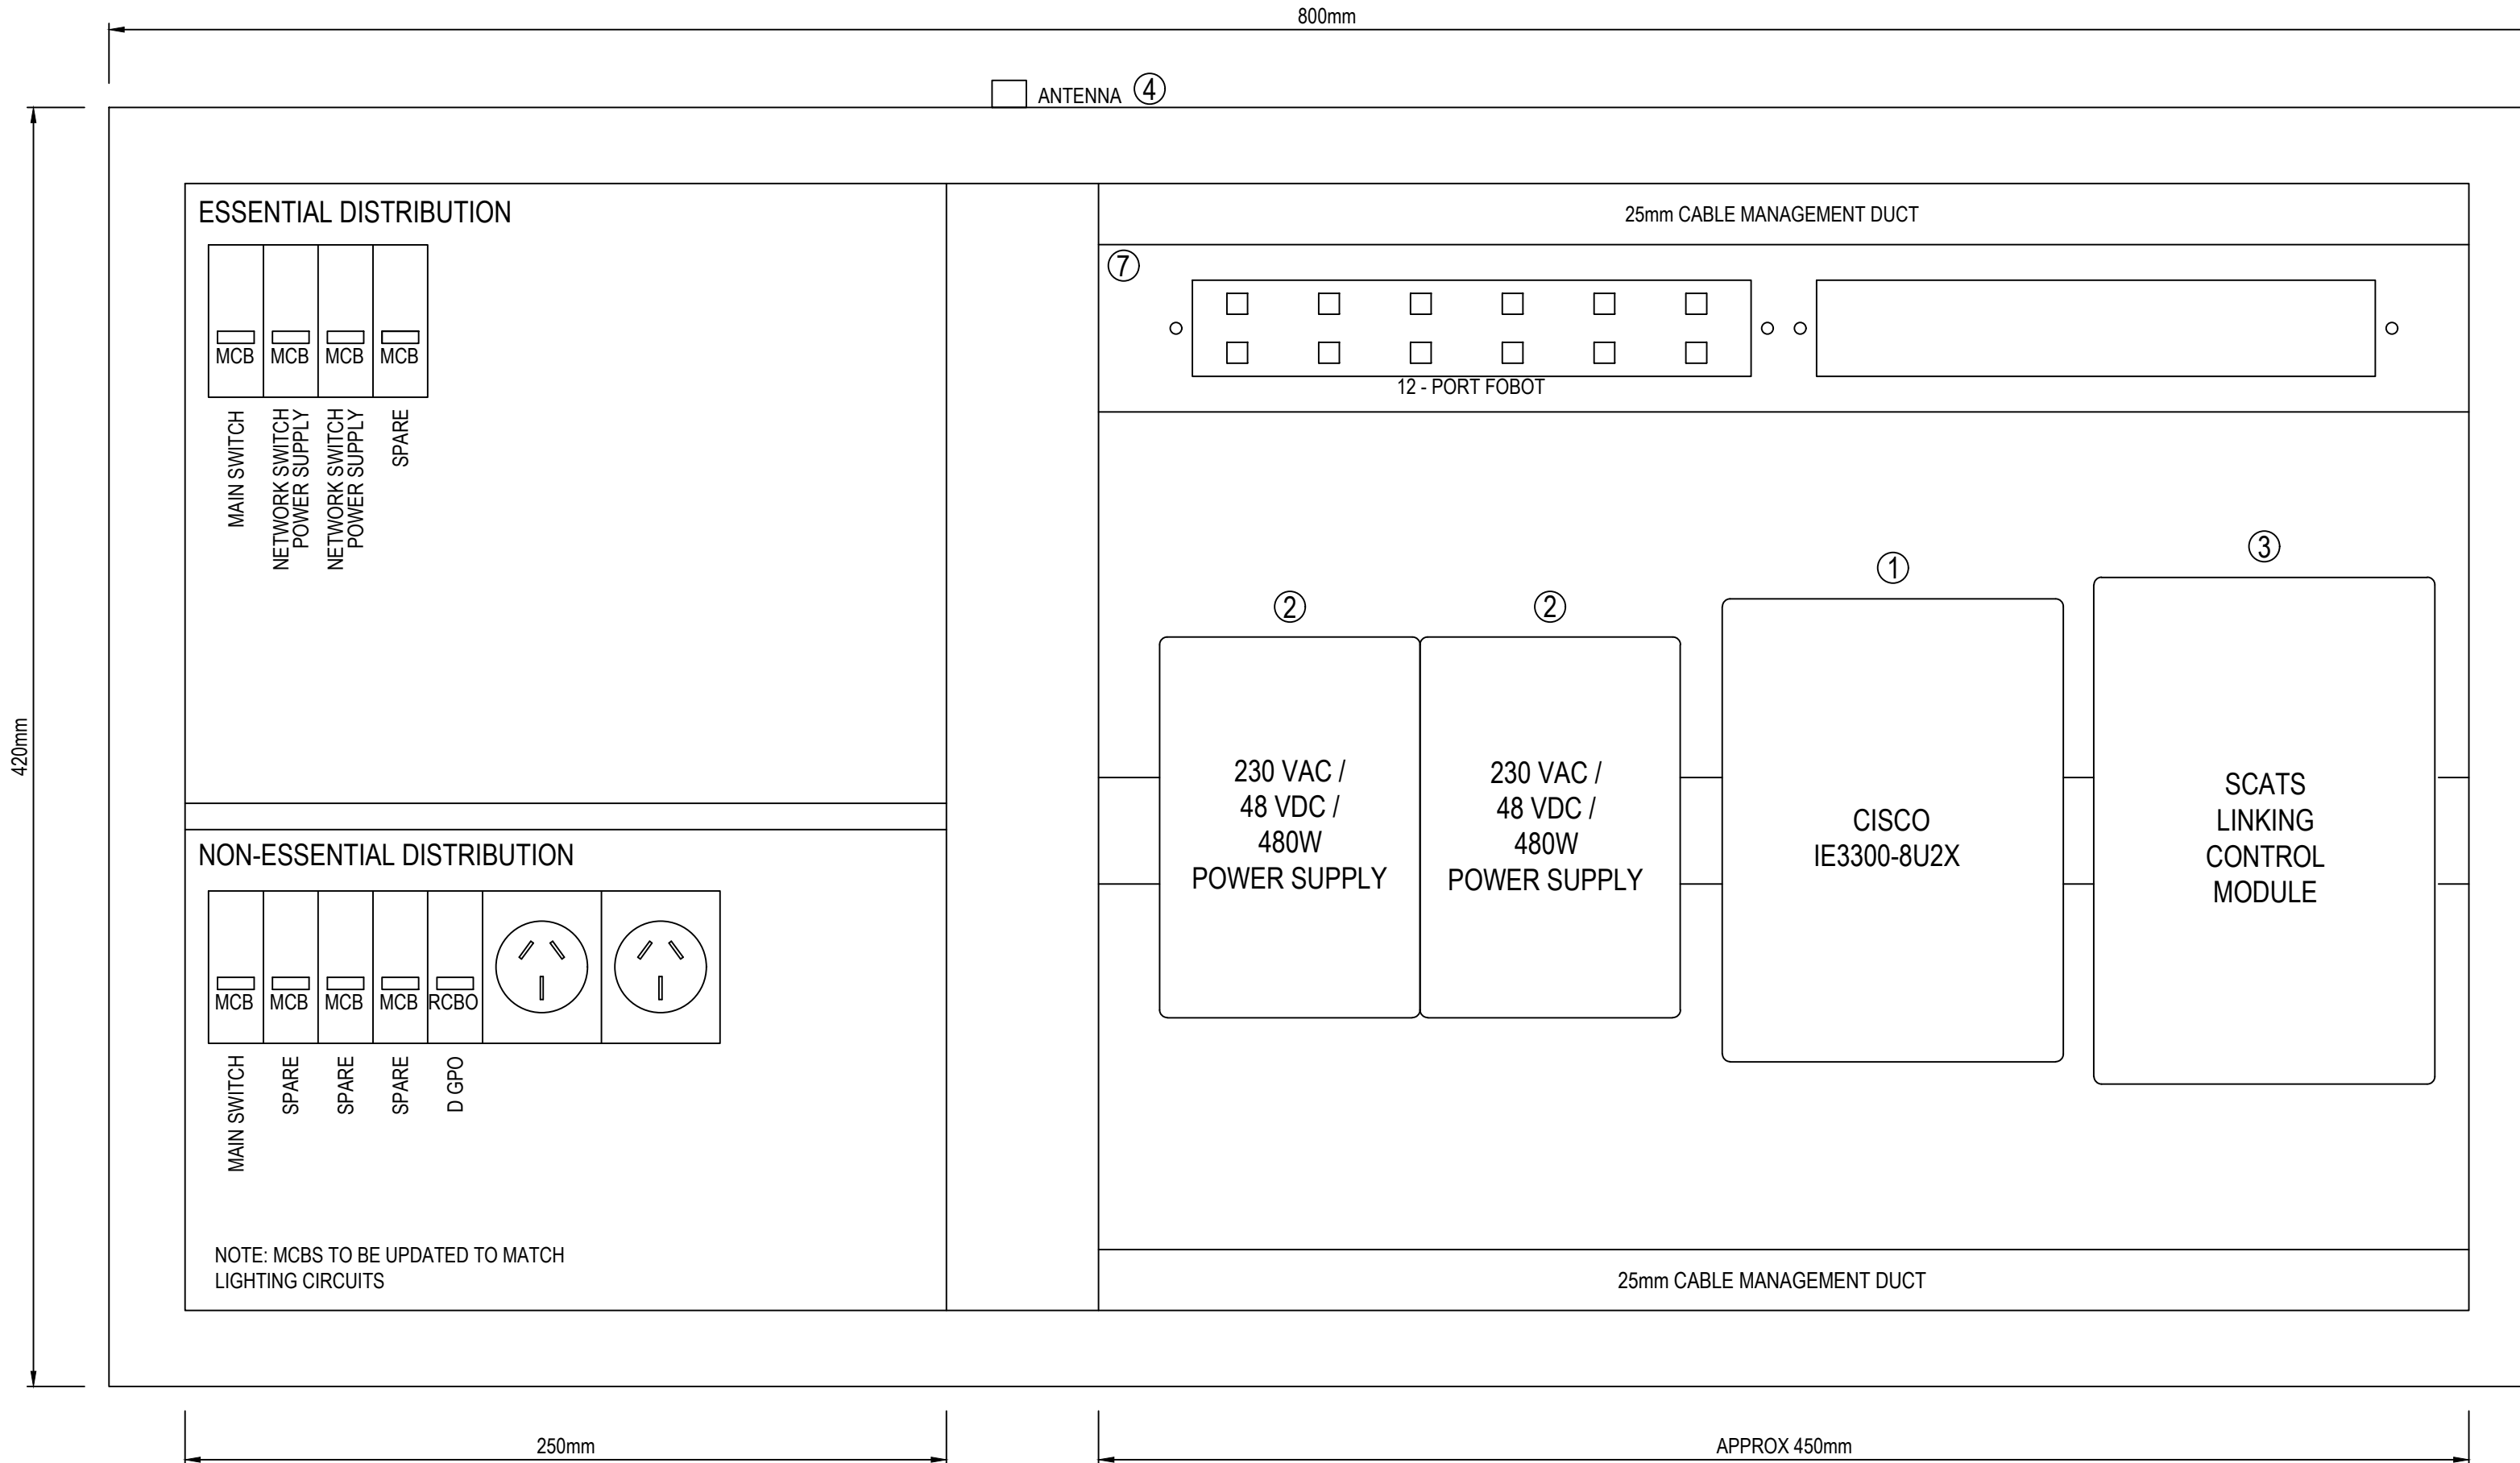 800mm
ANTENNA 4
420mm
ESSENTIAL DISTRIBUTION
MCB MCB MCB MCB
MAIN SWITCH
NETWORK SWITCH
POWER SUPPLY
NETWORK SWITCH
POWER SUPPLY
SPARE
NON-ESSENTIAL DISTRIBUTION
MCB MCB MCB MCB RCBO
MAIN SWITCH
SPARE
SPARE
SPARE
D GPO
NOTE: MCBS TO BE UPDATED TO MATCH
LIGHTING CIRCUITS
25mm CABLE MANAGEMENT DUCT
7
12 - PORT FOBOT
2
230 VAC /
48 VDC /
480W
POWER SUPPLY
2
230 VAC /
48 VDC /
480W
POWER SUPPLY
1
CISCO
IE3300-8U2X
3
SCATS
LINKING
CONTROL
MODULE
25mm CABLE MANAGEMENT DUCT
250mm
APPROX 450mm